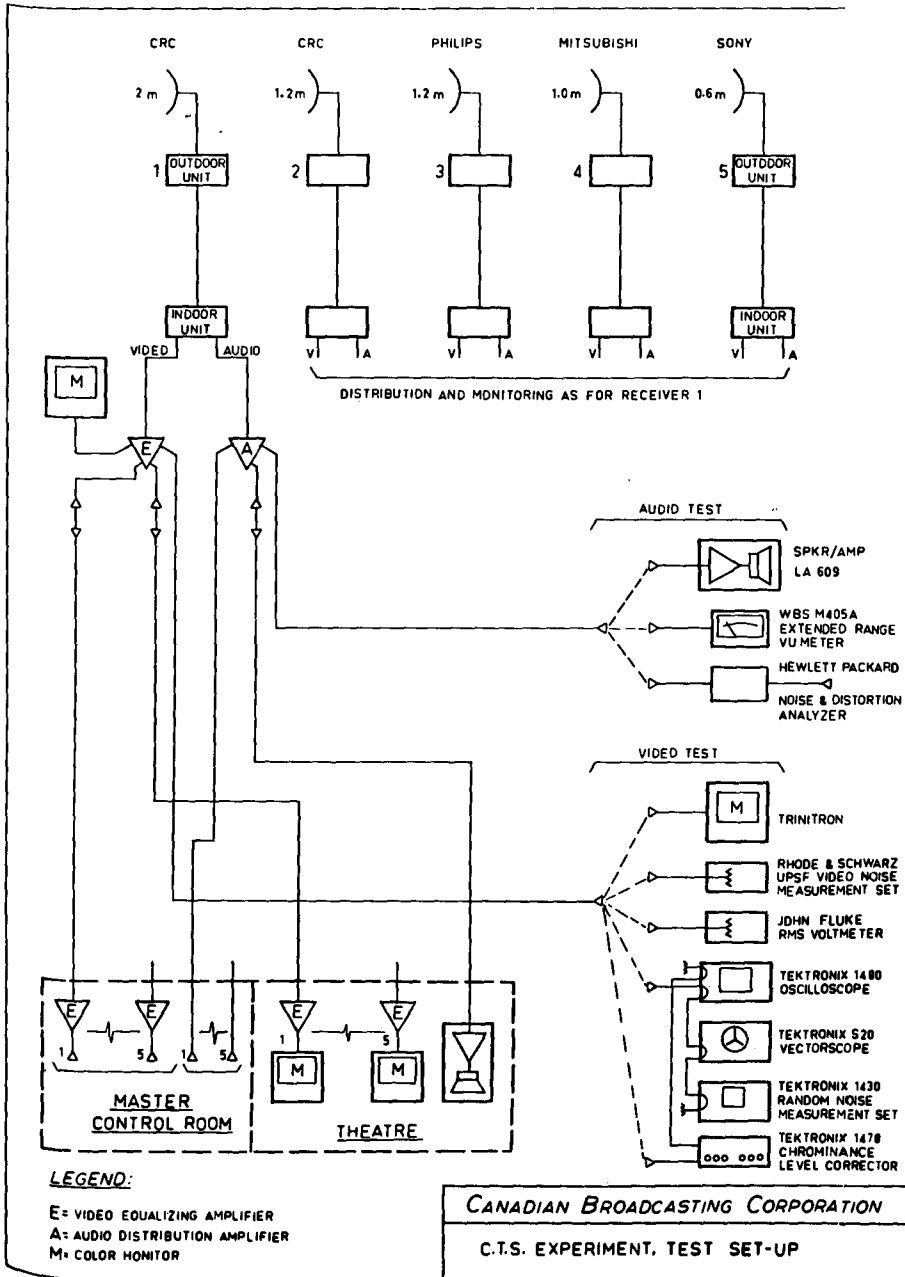 CRC CRC PHILIPS MITSUBISHI SONY
2 m 1.2m 1.2m 1.0m 0.6m
1 OUTDOOR UNIT 2 3 4 5 OUTDOOR UNIT
INDOOR UNIT INDOOR UNIT
VIDEO AUDIO V A V A V A V A
M
DISTRIBUTION AND MONITORING AS FOR RECEIVER 1
E A
AUDIO TEST
SPKR/AMP
LA 609
WBS M405A
EXTENDED RANGE
VU METER
HEWLETT PACKARD
NOISE & DISTORTION
ANALYZER
VIDEO TEST
M
TRINITRON
RHODE & SCHWARZ
UPSF VIDEO NOISE
MEASUREMENT SET
JOHN FLUKE
RMS VOLTMETER
TEKTRONIX 1480
OSCILLOSCOPE
TEKTRONIX 520
VECTORSCOPE
TEKTRONIX 1430
RANDOM NOISE
MEASUREMENT SET
TEKTRONIX 1478
CHROMINANCE
LEVEL CORRECTOR
E E E E
1 5 1 5 1 5
M M
MASTER
CONTROL ROOM
THEATRE
LEGEND:
E = VIDEO EQUALIZING AMPLIFIER
A = AUDIO DISTRIBUTION AMPLIFIER
M = COLOR MONITOR
CANADIAN BROADCASTING CORPORATION
C.T.S. EXPERIMENT, TEST SET-UP